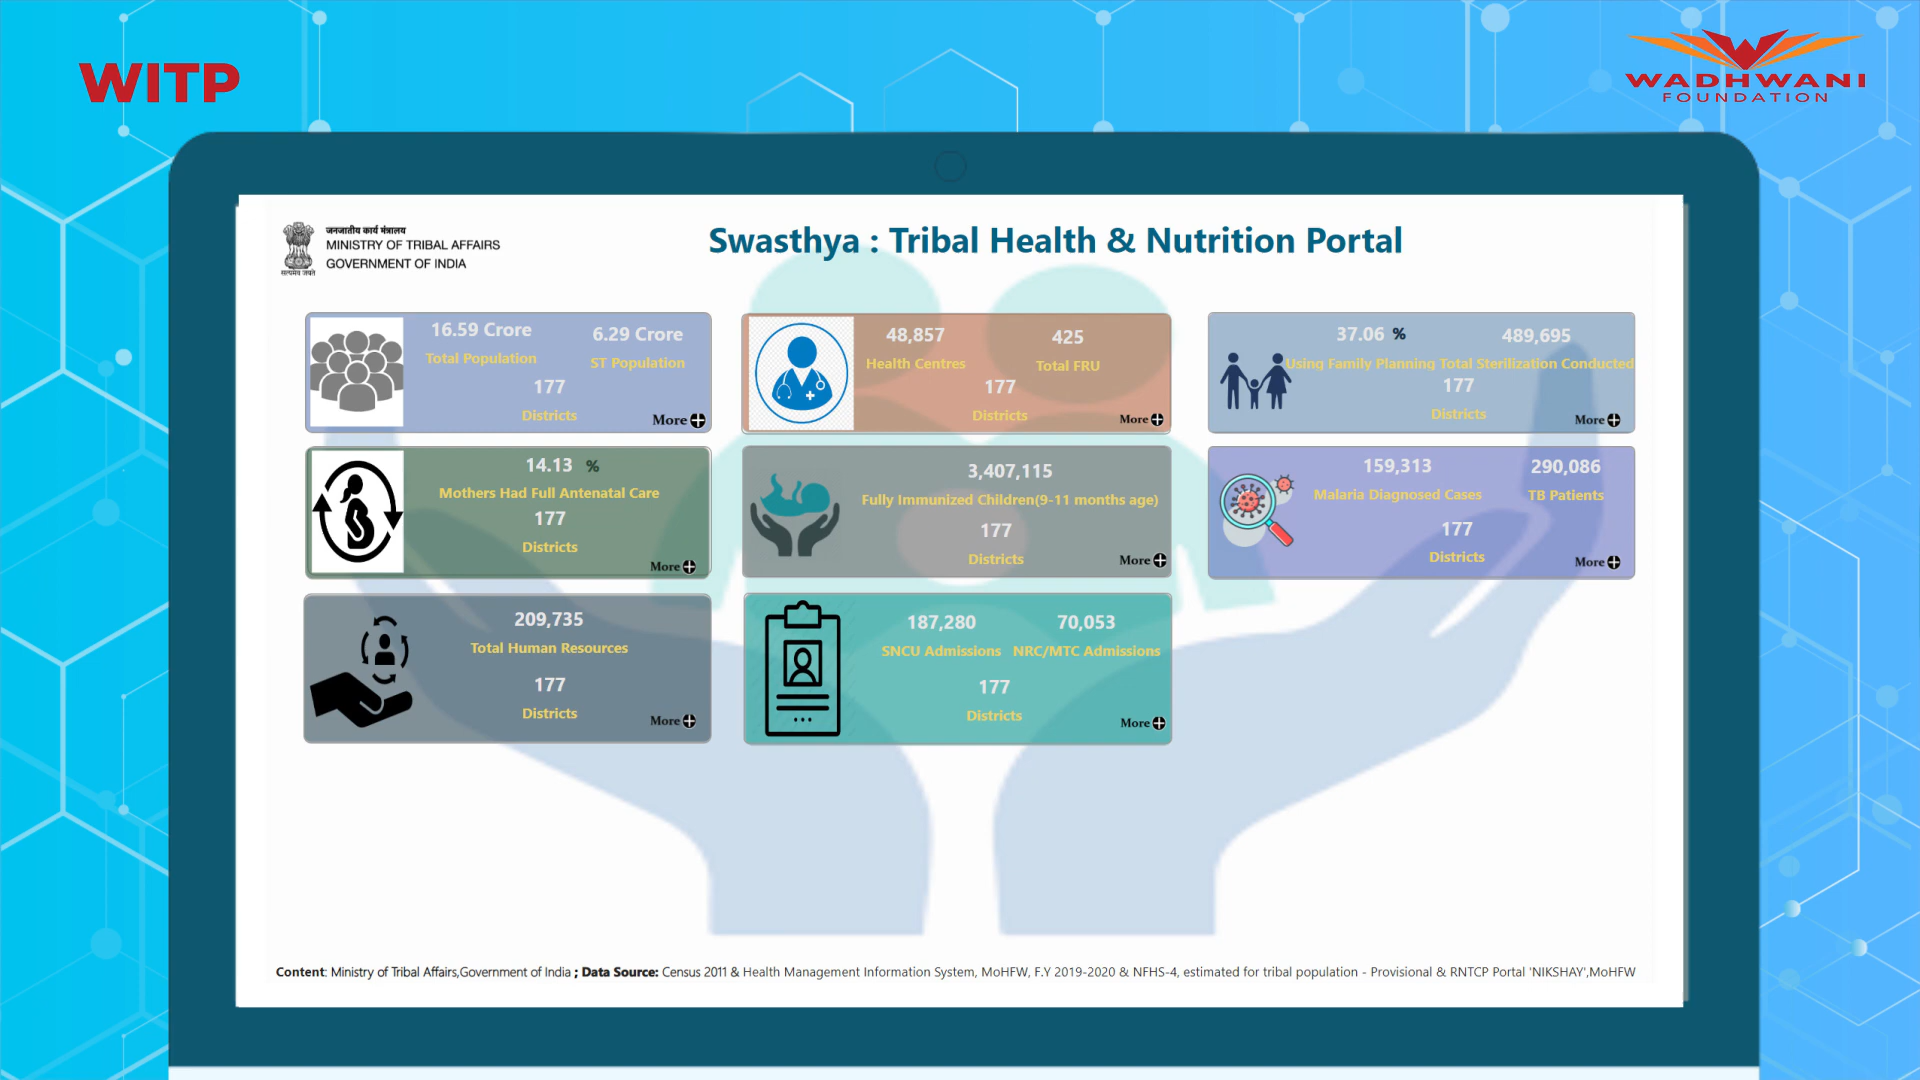 WITP
WADHWANI
FOUNDATION
जनजातीय कार्य मंत्रालय
MINISTRY OF TRIBAL AFFAIRS
GOVERNMENT OF INDIA
सत्यमेव जयते
Swasthya : Tribal Health & Nutrition Portal
16.59 Crore
Total Population
6.29 Crore
ST Population
177
Districts
More
48,857
Health Centres
425
Total FRU
177
Districts
More
37.06 %
Using Family Planning
489,695
Total Sterilization Conducted
177
Districts
More
14.13 %
Mothers Had Full Antenatal Care
177
Districts
More
3,407,115
Fully Immunized Children(9-11 months age)
177
Districts
More
159,313
Malaria Diagnosed Cases
290,086
TB Patients
177
Districts
More
209,735
Total Human Resources
177
Districts
More
187,280
SNCU Admissions
70,053
NRC/MTC Admissions
177
Districts
More
Content: Ministry of Tribal Affairs,Government of India ; Data Source: Census 2011 & Health Management Information System, MoHFW, F.Y 2019-2020 & NFHS-4, estimated for tribal population - Provisional & RNTCP Portal 'NIKSHAY',MoHFW